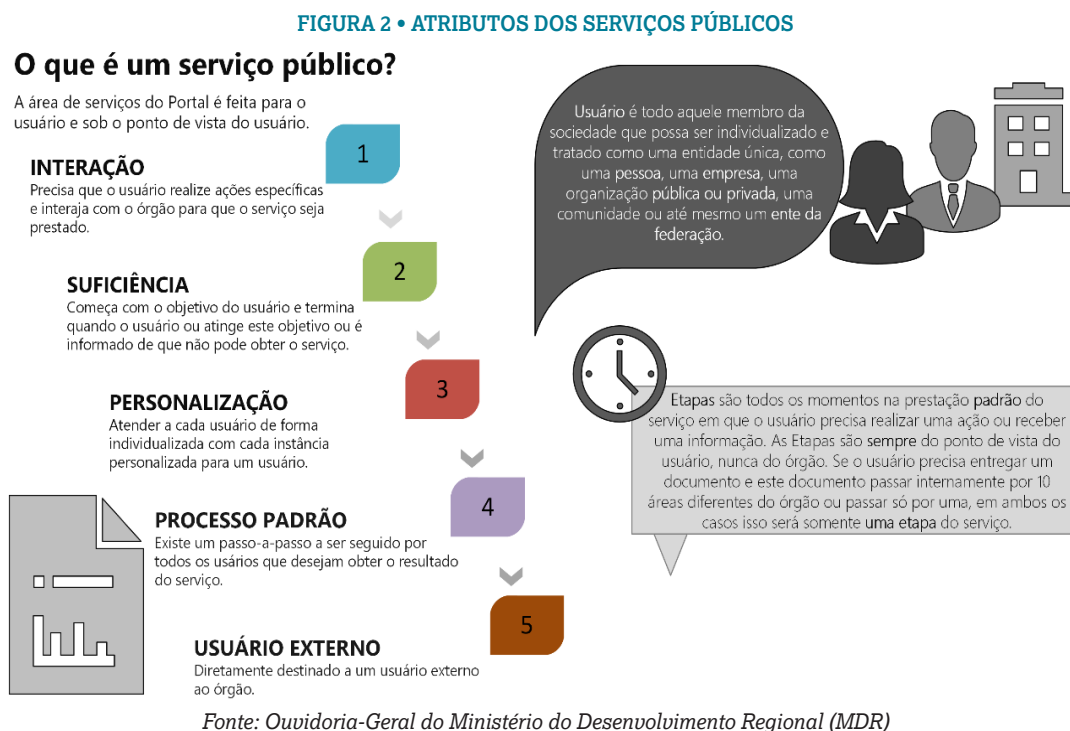 FIGURA 2 • ATRIBUTOS DOS SERVIÇOS PÚBLICOS
O que é um serviço público?
A área de serviços do Portal é feita para o
usuário e sob o ponto de vista do usuário.
1
INTERAÇÃO
Precisa que o usuário realize ações específicas
e interaja com o órgão para que o serviço seja
prestado.
2
SUFICIÊNCIA
Começa com o objetivo do usuário e termina
quando o usuário ou atinge este objetivo ou é
informado de que não pode obter o serviço.
3
PERSONALIZAÇÃO
Atender a cada usuário de forma
individualizada com cada instância
personalizada para um usuário.
4
PROCESSO PADRÃO
Existe um passo-a-passo a ser seguido por
todos os usários que desejam obter o resultado
do serviço.
5
USUÁRIO EXTERNO
Diretamente destinado a um usuário externo
ao órgão.
Usuário é todo aquele membro da
sociedade que possa ser individualizado e
tratado como uma entidade única, como
uma pessoa, uma empresa, uma
organização pública ou privada, uma
comunidade ou até mesmo um ente da
federação.
Etapas são todos os momentos na prestação padrão do
serviço em que o usuário precisa realizar uma ação ou receber
uma informação. As Etapas são sempre do ponto de vista do
usuário, nunca do órgão. Se o usuário precisa entregar um
documento e este documento passar internamente por 10
áreas diferentes do órgão ou passar só por uma, em ambos os
casos isso será somente uma etapa do serviço.
Fonte: Ouvidoria-Geral do Ministério do Desenvolvimento Regional (MDR)